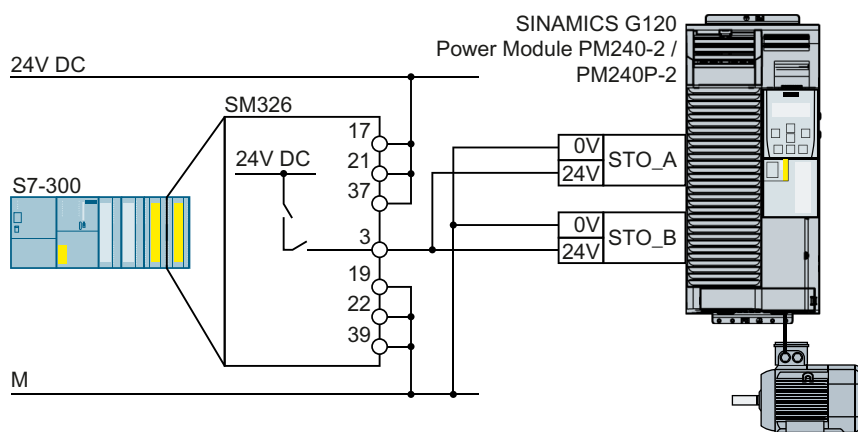 SINAMICS G120
Power Module PM240-2 /
PM240P-2
24V DC
SM326
17
21
37
24V DC
S7-300
3
19
22
39
0V
24V
STO_A
0V
24V
STO_B
M